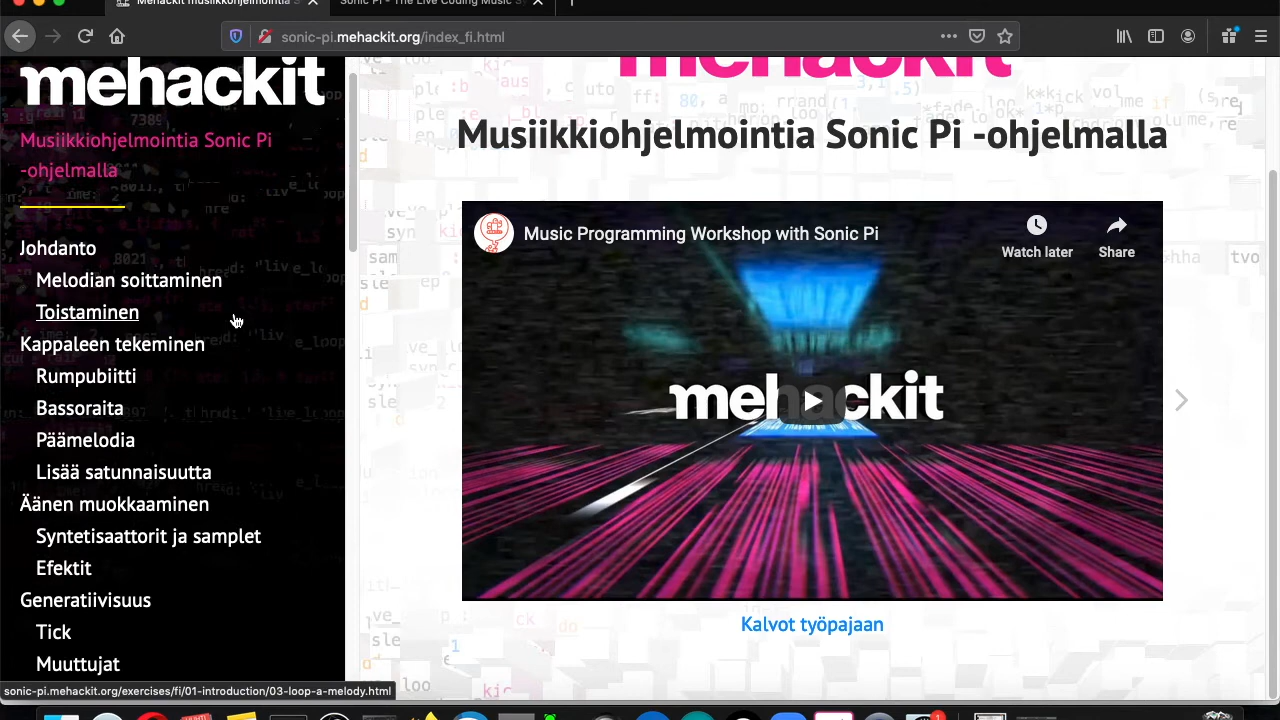 Mehackit musiikkiohjelmointia S
Sonic Pi - The Live Coding Music Sy
sonic-pi.mehackit.org/index_fi.html
mehackit
Musiikkiohjelmointia Sonic Pi
-ohjelmalla
Johdanto
Melodian soittaminen
Toistaminen
Kappaleen tekeminen
Rumpubiitti
Bassoraita
Päämelodia
Lisää satunnaisuutta
Äänen muokkaaminen
Syntetisaattorit ja samplet
Efektit
Generatiivisuus
Tick
Muuttujat
sonic-pi.mehackit.org/exercises/fi/01-introduction/03-loop-a-melody.html
mehackit
Musiikkiohjelmointia Sonic Pi -ohjelmalla
Music Programming Workshop with Sonic Pi
Watch later
Share
mehackit
Kalvot työpajaan